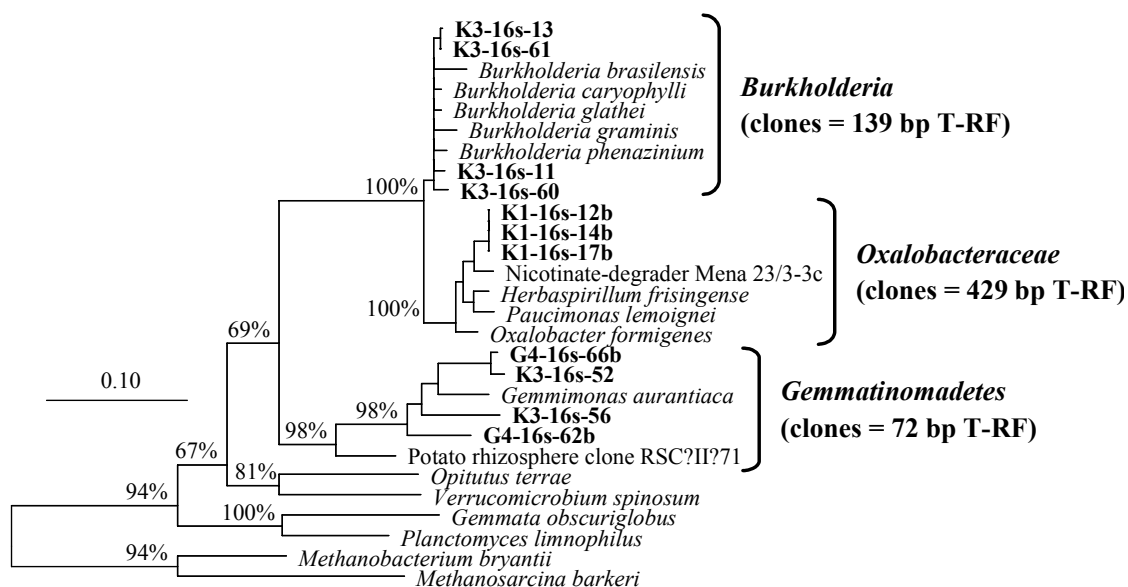 K3-16s-13
K3-16s-61
Burkholderia brasilensis
Burkholderia caryophylli
Burkholderia glathei
Burkholderia graminis
Burkholderia phenazinium
K3-16s-11
K3-16s-60
100%
Burkholderia
(clones = 139 bp T-RF)
K1-16s-12b
K1-16s-14b
K1-16s-17b
Nicotinate-degrader Mena 23/3-3c
Herbaspirillum frisingense
Paucimonas lemoignei
Oxalobacter formigenes
100%
Oxalobacteraceae
(clones = 429 bp T-RF)
69%
0.10
G4-16s-66b
K3-16s-52
Gemmimonas aurantiaca
K3-16s-56
G4-16s-62b
Potato rhizosphere clone RSC?II?71
98%
98%
Gemmatinomadetes
(clones = 72 bp T-RF)
67%
81%
Opitutus terrae
Verrucomicrobium spinosum
94%
100%
Gemmata obscuriglobus
Planctomyces limnophilus
94%
Methanobacterium bryantii
Methanosarcina barkeri